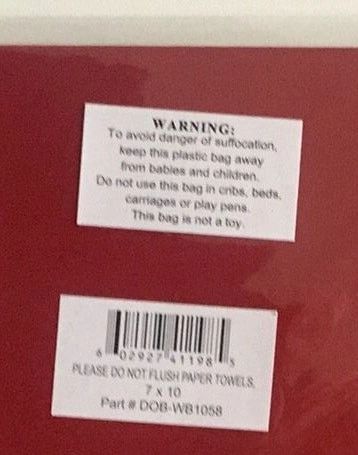 WARNING:
To avoid danger of suffocation,
keep this plastic bag away
from babies and children.
Do not use this bag in cribs, beds,
carriages or play pens.
This bag is not a toy.
6 02927 41198 5
PLEASE DO NOT FLUSH PAPER TOWELS,
7 x 10
Part # DOB-WB1058